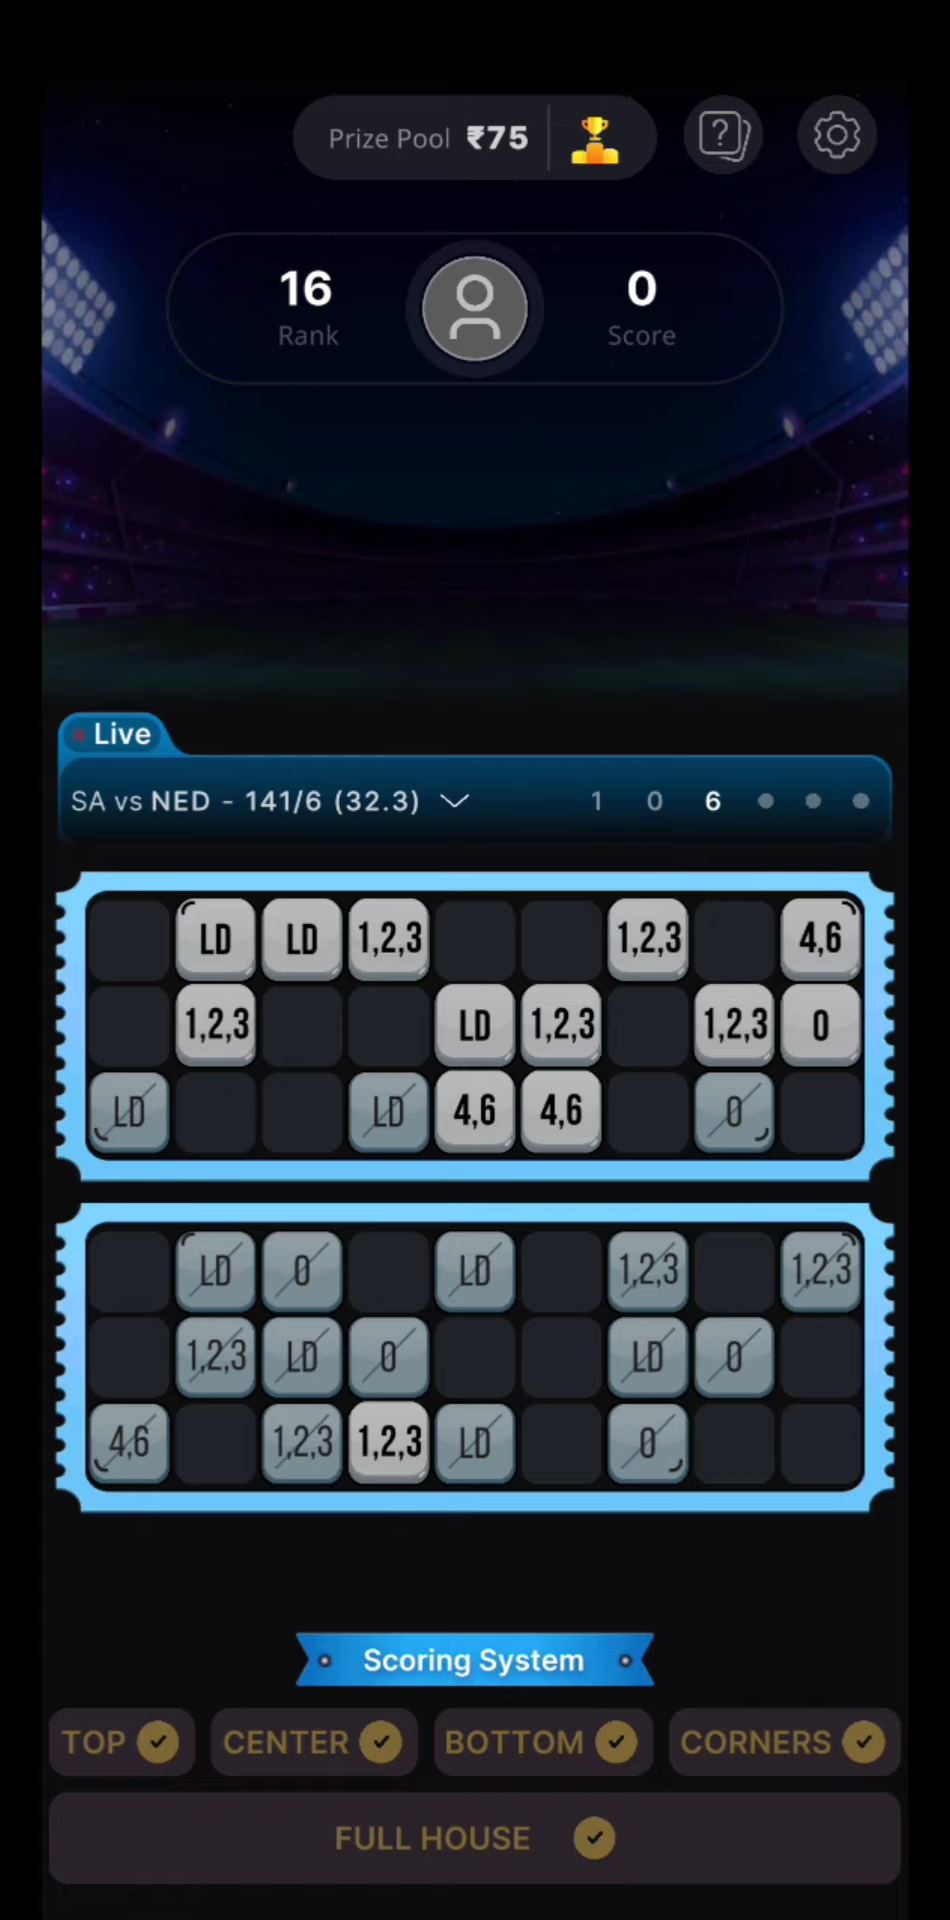 Prize Pool ₹75
?
16 0
Rank Score
Live
SA vs NED - 141/6 (32.3) 1 0 6
LD LD 1,2,3 1,2,3 4,6
1,2,3 LD 1,2,3 1,2,3 0
LD LD 4,6 4,6 0
LD 0 LD 1,2,3 1,2,3
1,2,3 LD 0 LD 0
4,6 1,2,3 1,2,3 LD 0
Scoring System
TOP CENTER BOTTOM CORNERS
FULL HOUSE